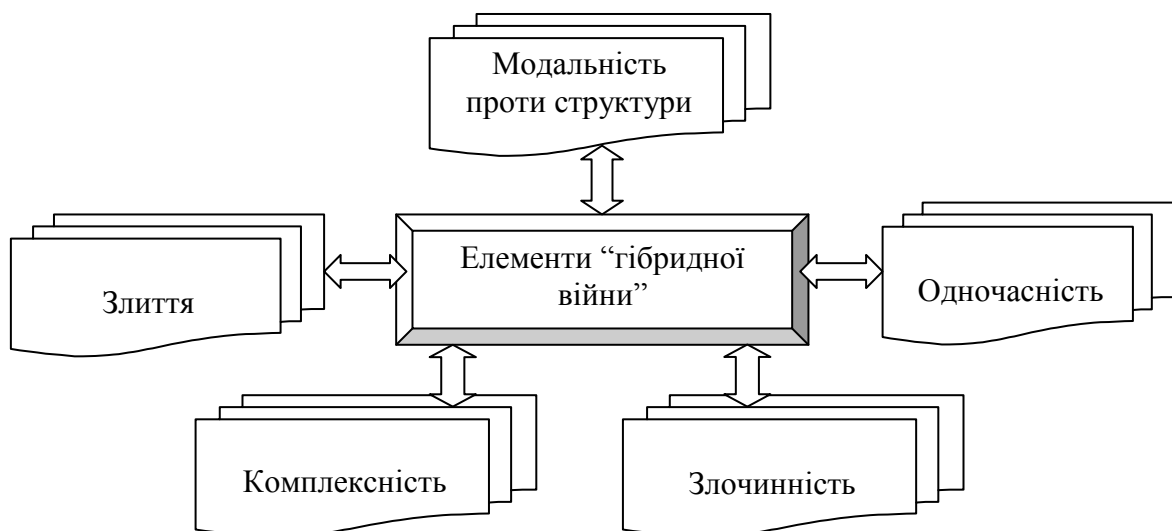 Модальність
проти структури
Елементи “гібридної
війни”
Злиття
Одночасність
Комплексність
Злочинність